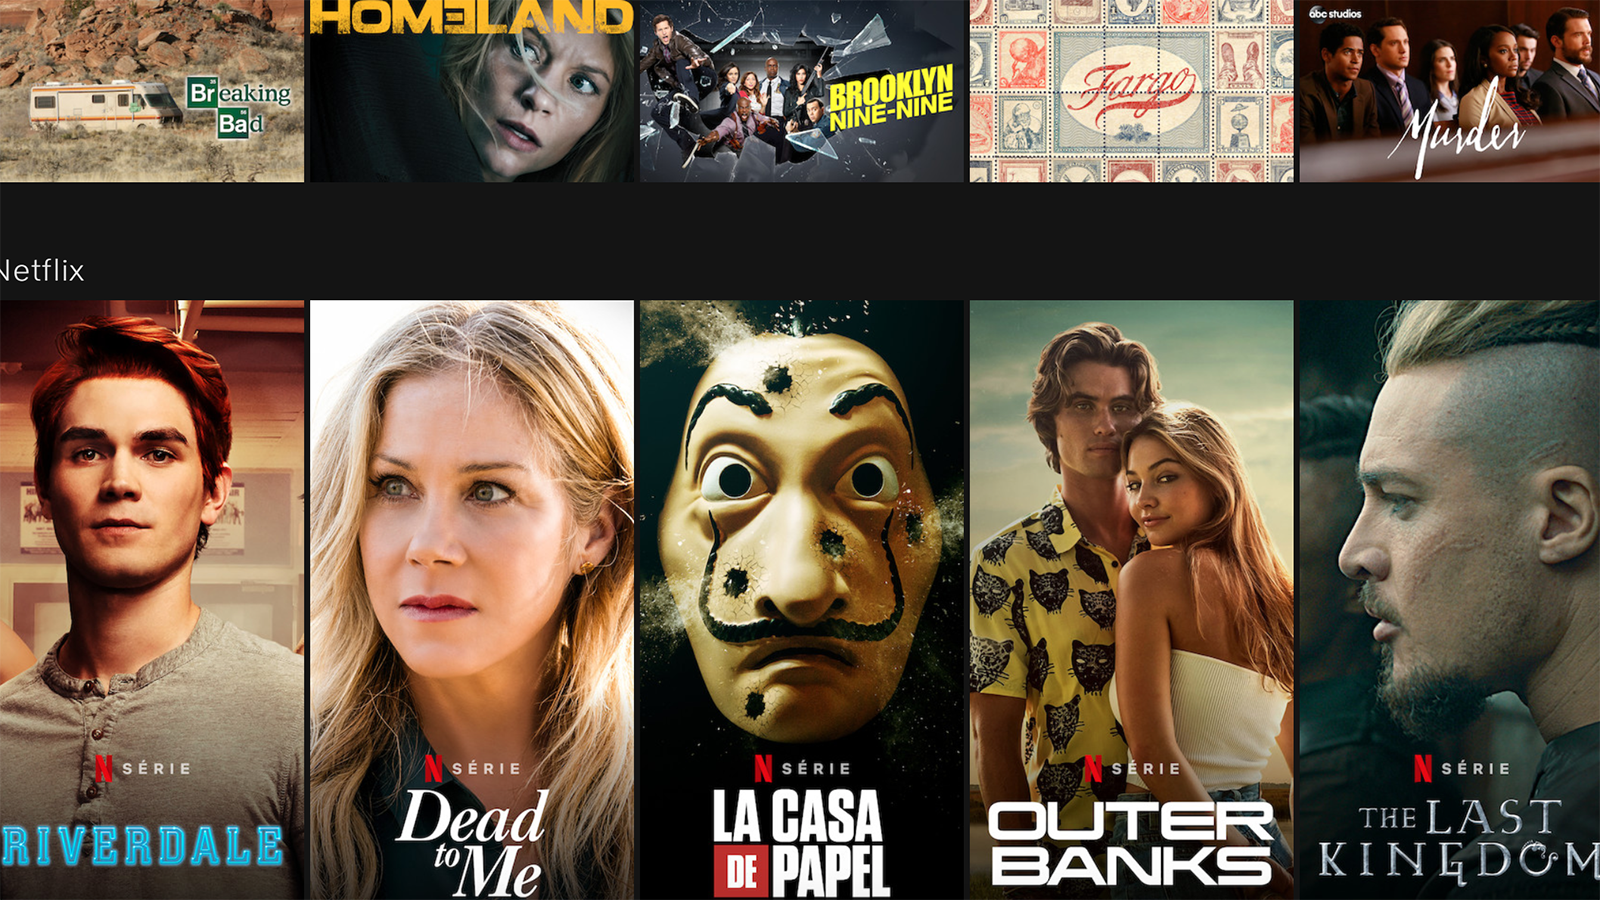 HOMELAND
Breaking
Bad
BROOKLYN
NINE-NINE
Fargo
abc studios
Murder
Netflix
N SÉRIE
RIVERDALE
N SÉRIE
Dead
to Me
N SÉRIE
LA CASA
DE PAPEL
N SÉRIE
OUTER
BANKS
N SÉRIE
THE LAST
KINGDOM